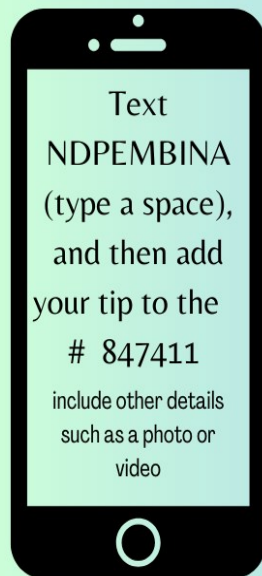 Text
NDPEMBINA
(type a space),
and then add
your tip to the
# 847411
include other details
such as a photo or
video